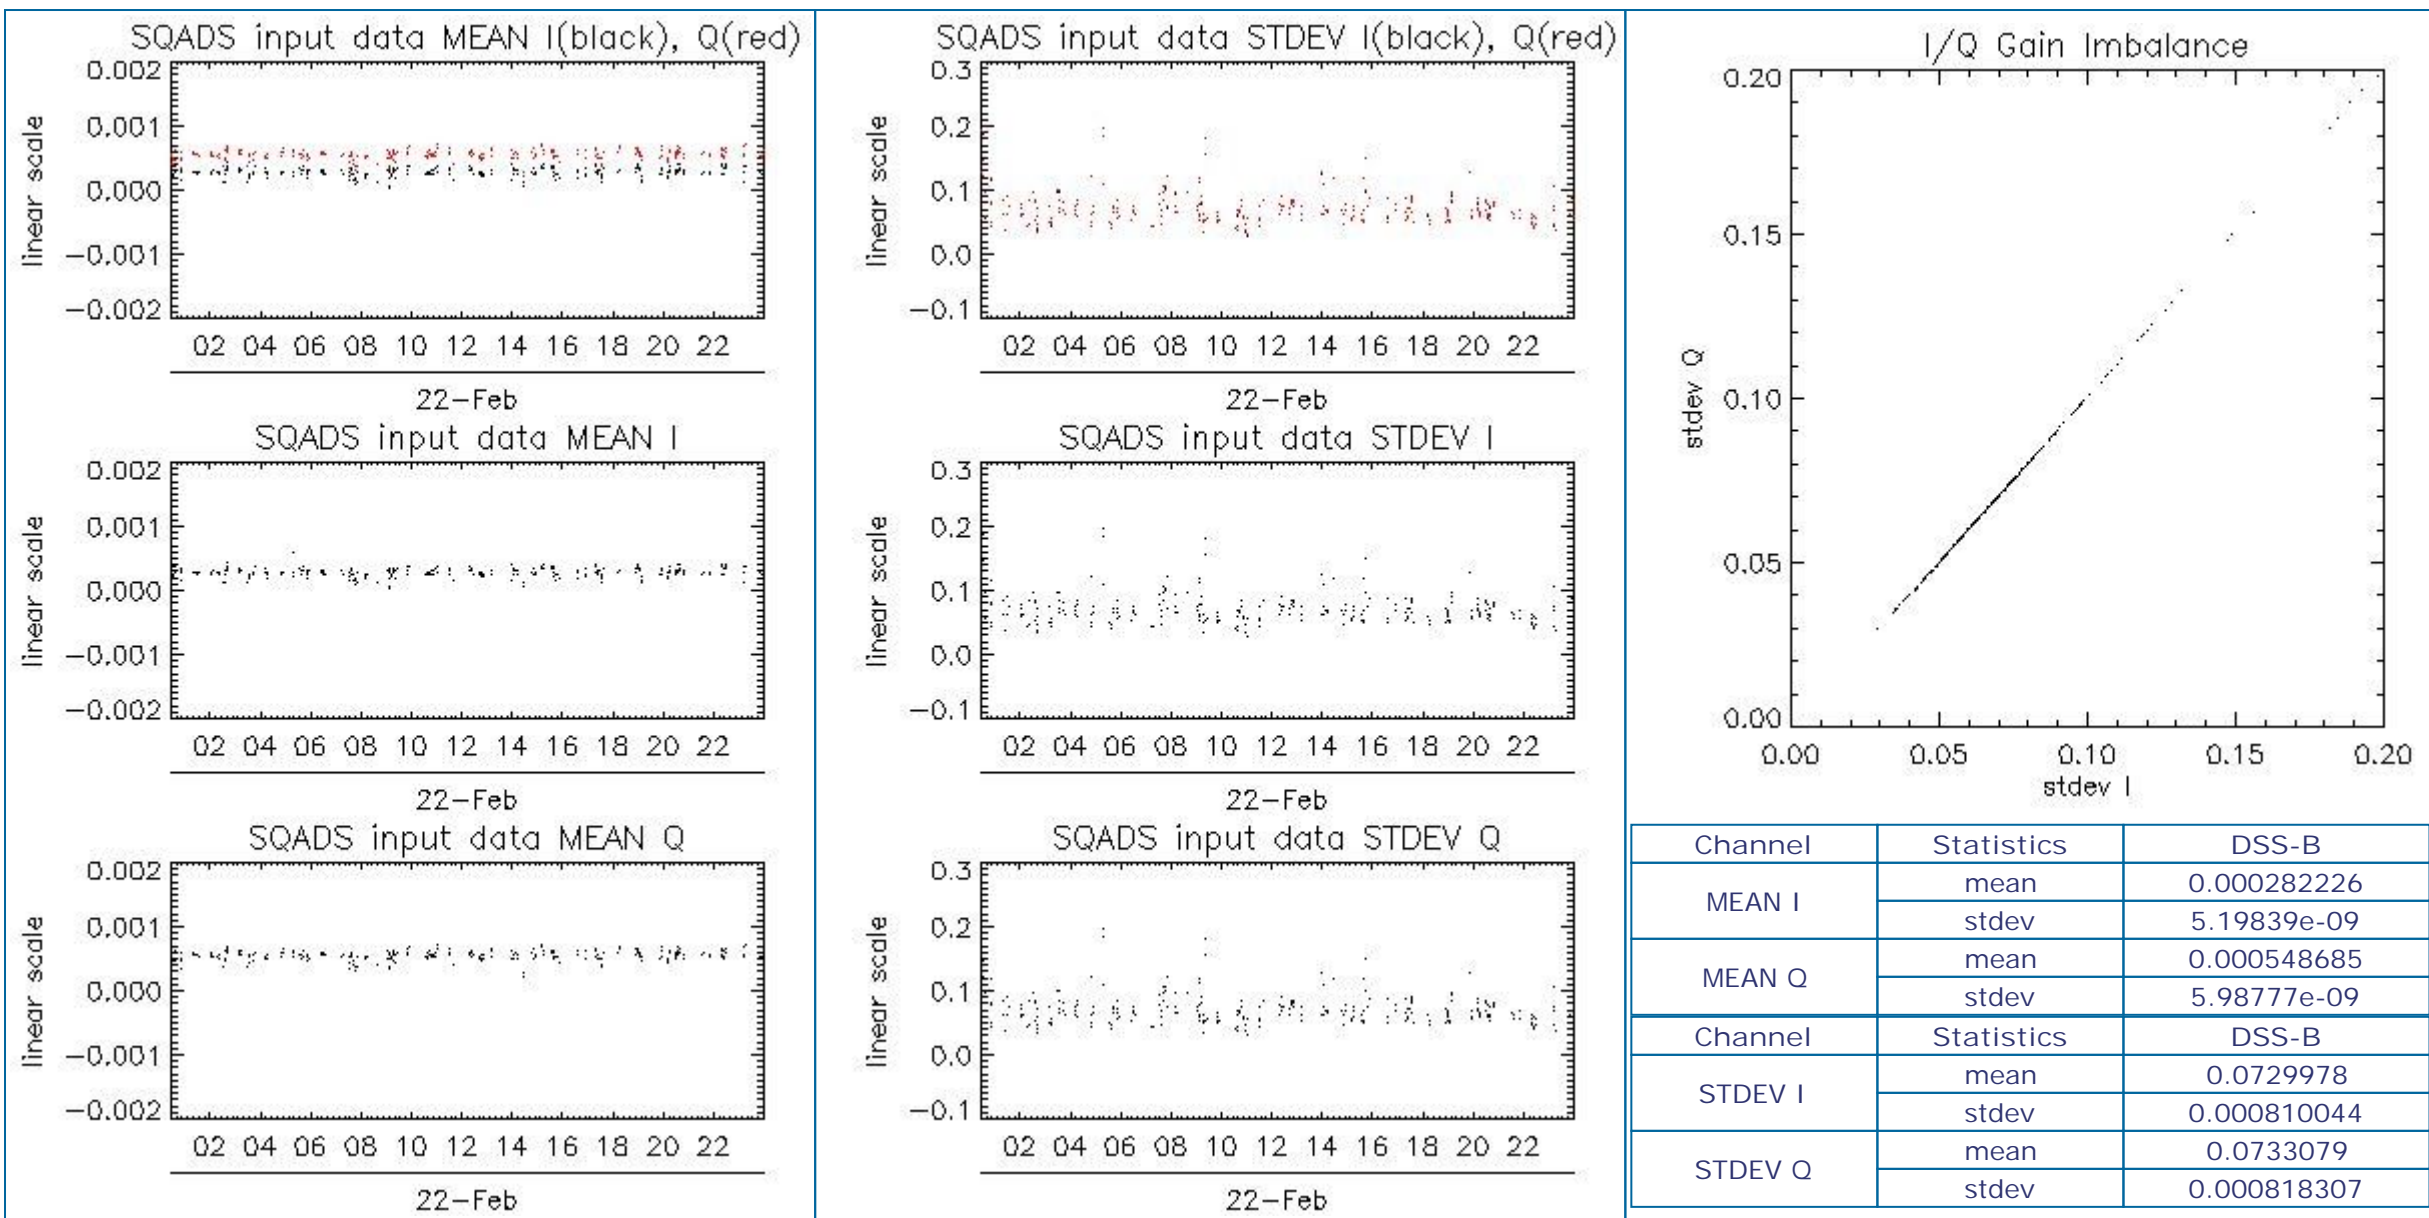 SQADS input data MEAN I(black), Q(red)
0.002
0.001
0.000
−0.001
−0.002
linear scale
02 04 06 08 10 12 14 16 18 20 22
22−Feb
SQADS input data MEAN I
0.002
0.001
0.000
−0.001
−0.002
linear scale
02 04 06 08 10 12 14 16 18 20 22
22−Feb
SQADS input data MEAN Q
0.002
0.001
0.000
−0.001
−0.002
linear scale
02 04 06 08 10 12 14 16 18 20 22
22−Feb
SQADS input data STDEV I(black), Q(red)
0.3
0.2
0.1
0.0
−0.1
linear scale
02 04 06 08 10 12 14 16 18 20 22
22−Feb
SQADS input data STDEV I
0.3
0.2
0.1
0.0
−0.1
linear scale
02 04 06 08 10 12 14 16 18 20 22
22−Feb
SQADS input data STDEV Q
0.3
0.2
0.1
0.0
−0.1
linear scale
02 04 06 08 10 12 14 16 18 20 22
22−Feb
I/Q Gain Imbalance
0.20
0.15
0.10
0.05
0.00
stdev Q
0.00 0.05 0.10 0.15 0.20
stdev I
Channel Statistics DSS-B
MEAN I mean 0.000282226
stdev 5.19839e-09
MEAN Q mean 0.000548685
stdev 5.98777e-09
Channel Statistics DSS-B
STDEV I mean 0.0729978
stdev 0.000810044
STDEV Q mean 0.0733079
stdev 0.000818307